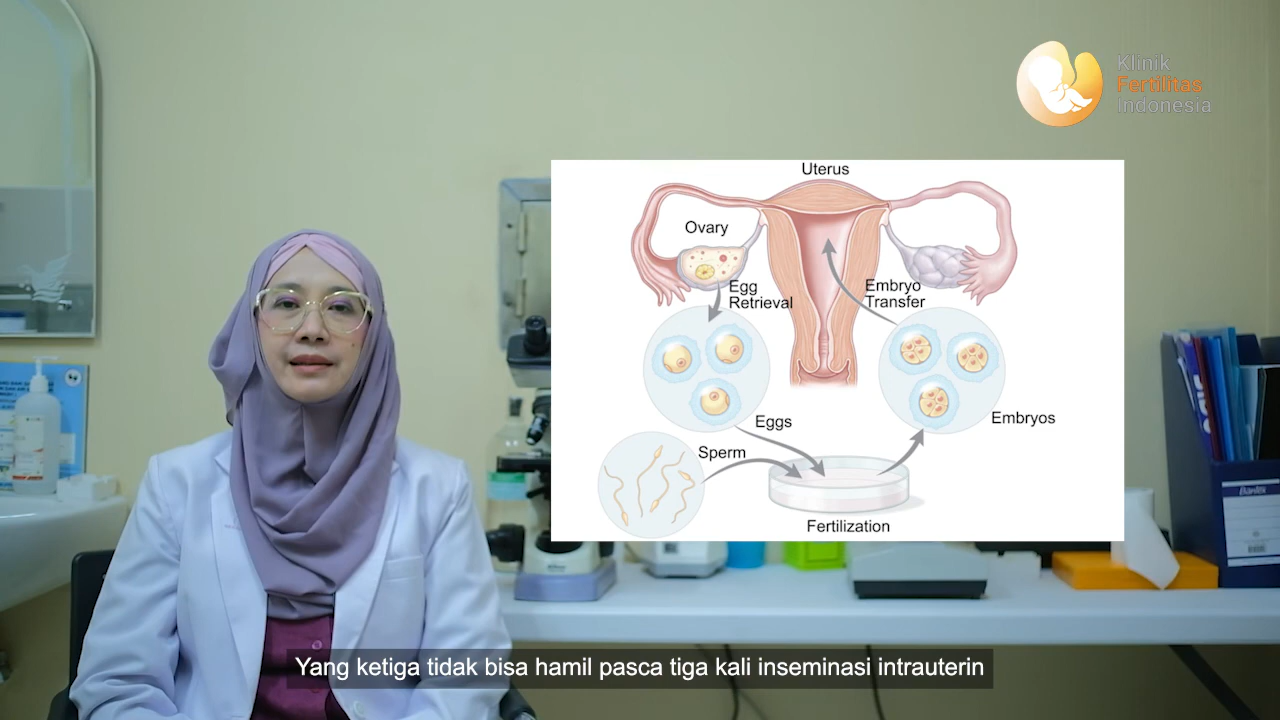 Klinik
Fertilitas
Indonesia
Uterus
Ovary
Egg
Retrieval
Embryo
Transfer
Eggs
Embryos
Sperm
Fertilization
Bantex
Yang ketiga tidak bisa hamil pasca tiga kali inseminasi intrauterin